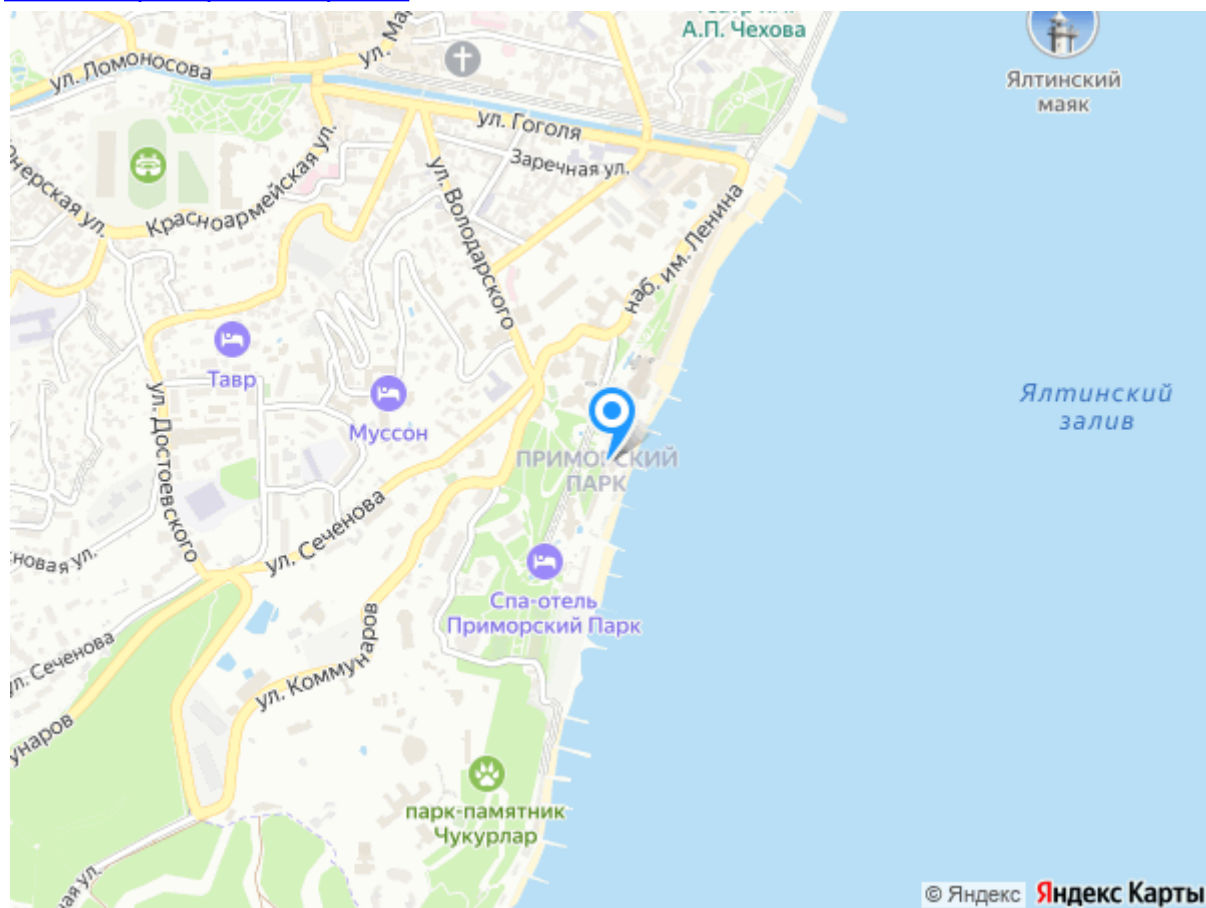 А.П. Чехова
Ялтинский
маяк
ул. Ломоносова
ул. Гоголя
Заречная ул.
Красноармейская ул.
ул. Володарского
наб. им. Ленина
Тавр
Муссон
Ялтинский
залив
ул. Достоевского
ПРИМОРСКИЙ
ПАРК
ул. Сеченова
Спа-отель
Приморский Парк
ул. Сеченова
ул. Коммунаров
парк-памятник
Чукурлар
© Яндекс Яндекс Карты